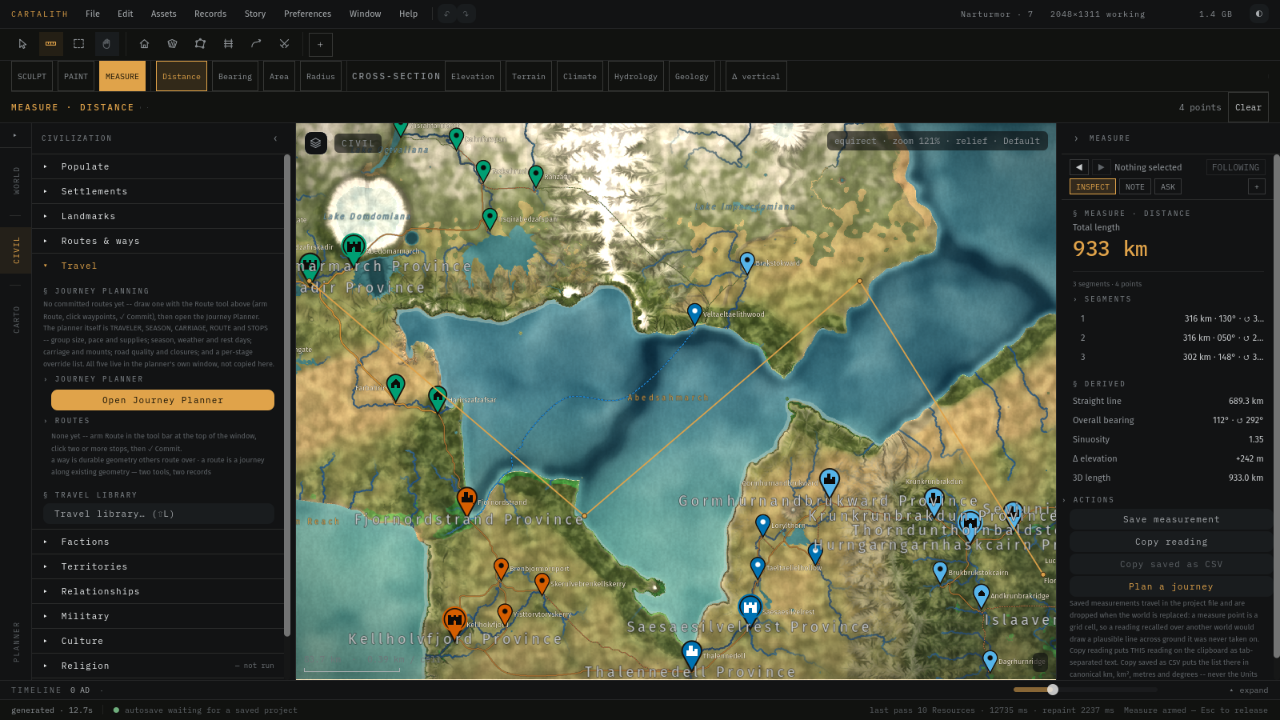 CARTALITH File Edit Assets Records Story Preferences Window Help
Narturmor · 7 2048×1311 working 1.4 GB
SCULPT PAINT MEASURE Distance Bearing Area Radius CROSS-SECTION Elevation Terrain Climate Hydrology Geology Δ vertical
MEASURE · DISTANCE
4 points Clear
WORLD
CIVIL
CARTO
PLANNER
CIVILIZATION
Populate
Settlements
Landmarks
Routes & ways
Travel
§ JOURNEY PLANNING
No committed routes yet -- draw one with the Route tool above (arm
Route, click waypoints, ✓ Commit), then open the Journey Planner.
The planner itself is TRAVELER, SEASON, CARRIAGE, ROUTE and STOPS
-- group size, pace and supplies; season, weather and rest days;
carriage and mounts; road quality and closures; and a per-stage
override list. All five live in the planner's own window, not copied here.
JOURNEY PLANNER
Open Journey Planner
ROUTES
None yet — arm Route in the tool bar at the top of the window,
click two or more stops, then ✓ Commit.
a way is durable geometry others route over · a route is a journey
along existing geometry — two tools, two records
§ TRAVEL LIBRARY
Travel library…
Factions
Territories
Relationships
Military
Culture
Religion — not run
CIVIL
equirect · zoom 121% · relief · Default
Lake Domdomiana
Province
Province
Veltaeltaelithwood
Fjornordstrand
Fjornordstrand Province
Kellholvfjord Province
Saesaesilvelrest Province
Thalennedell
Thalennedell Province
Gormhurnandbrukward Province
Brukbrukstokcairn
Andkrunbrakridge
MEASURE
Nothing selected FOLLOWING
INSPECT NOTE ASK +
§ MEASURE · DISTANCE
Total length
933 km
3 segments · 4 points
SEGMENTS
1 316 km · 130° · ↺ 3…
2 316 km · 050° · ↺ 2…
3 302 km · 148° · ↺ 3…
§ DERIVED
Straight line 689.3 km
Overall bearing 112° · ↺ 292°
Sinuosity 1.35
Δ elevation +242 m
3D length 933.0 km
ACTIONS
Save measurement
Copy reading
Copy saved as CSV
Plan a journey
Saved measurements travel in the project file and are
dropped when the world is replaced: a measure point is a
grid cell, so a reading recalled over another world would
draw a plausible line across ground it was never taken on.
Copy reading puts THIS reading on the clipboard as tab-
separated text. Copy saved as CSV puts the list there in
canonical km, km², metres and degrees — never the Units
TIMELINE 0 AD
expand
generated · 12.7s autosave waiting for a saved project
last pass 10 Resources · 12735 ms · repaint 2237 ms Measure armed — Esc to release